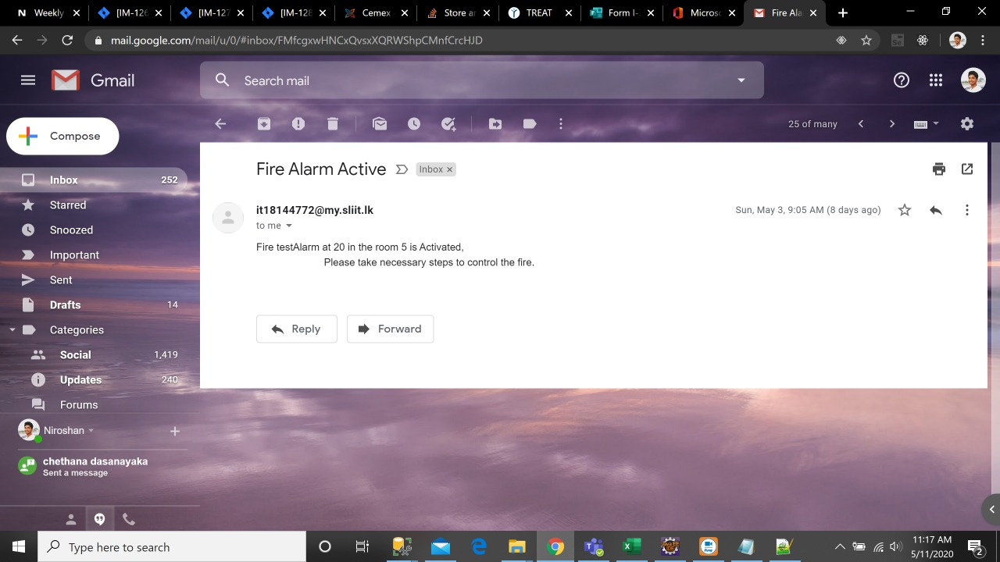 Weekly
[IM-126
[IM-127
[IM-128
Cemex
Store ar
TREAT
Form I-
Microso
Fire Ala
mail.google.com/mail/u/0/#inbox/FMfcgxwHNCxQvsxXQRWShpCMnfCrcHJD
Gmail
Search mail
25 of many
Compose
Inbox 252
Starred
Snoozed
Important
Sent
Drafts 14
Categories
Social 1,419
Updates 240
Forums
Niroshan
chethana dasanayaka
Sent a message
Fire Alarm Active Inbox x
it18144772@my.sliit.lk Sun, May 3, 9:05 AM (8 days ago)
to me
Fire testAlarm at 20 in the room 5 is Activated,
Please take necessary steps to control the fire.
Reply Forward
Type here to search
11:17 AM
5/11/2020
2